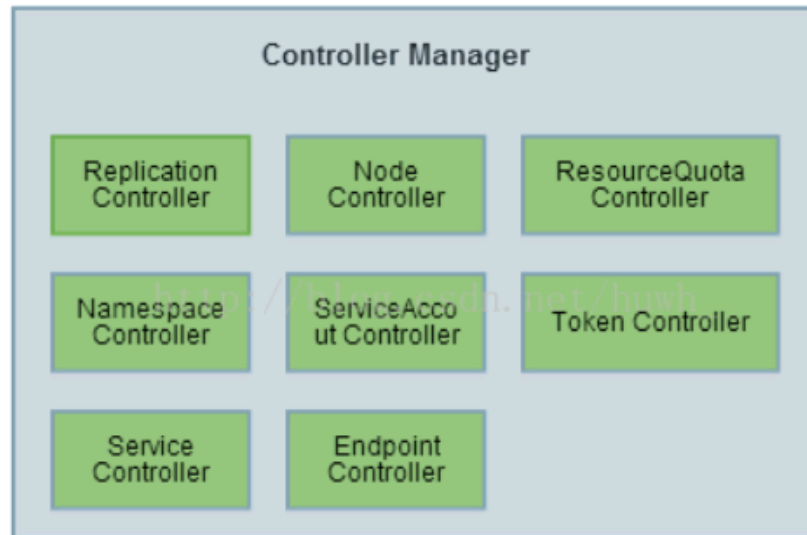 Controller Manager
Replication
Controller
Node
Controller
ResourceQuota
Controller
Namespace
Controller
ServiceAcco
ut Controller
Token Controller
Service
Controller
Endpoint
Controller